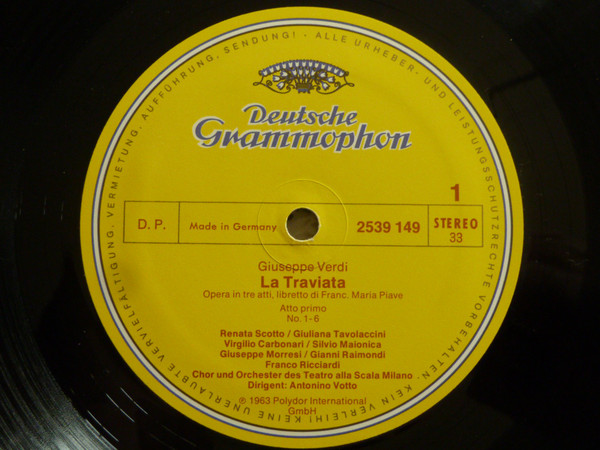 Deutsche
Grammophon
1
D. P.
Made in Germany
2539 149
STEREO
33
Giuseppe Verdi
La Traviata
Opera in tre atti, libretto di Franc. Maria Piave
Atto primo
No. 1-6
Renata Scotto / Giuliana Tavolaccini
Virgilio Carbonari / Silvio Maionica
Giuseppe Morresi / Gianni Raimondi
Franco Ricciardi
Chor und Orchester des Teatro alla Scala Milano
Dirigent: Antonino Votto
℗ 1963 Polydor International
GmbH
ALLE URHEBER- UND LEISTUNGSSCHUTZRECHTE VORBEHALTEN. KEIN VERLEIH! KEINE UNERLAUBTE VERVIELFÄLTIGUNG, VERMIETUNG, AUFFÜHRUNG, SENDUNG! -